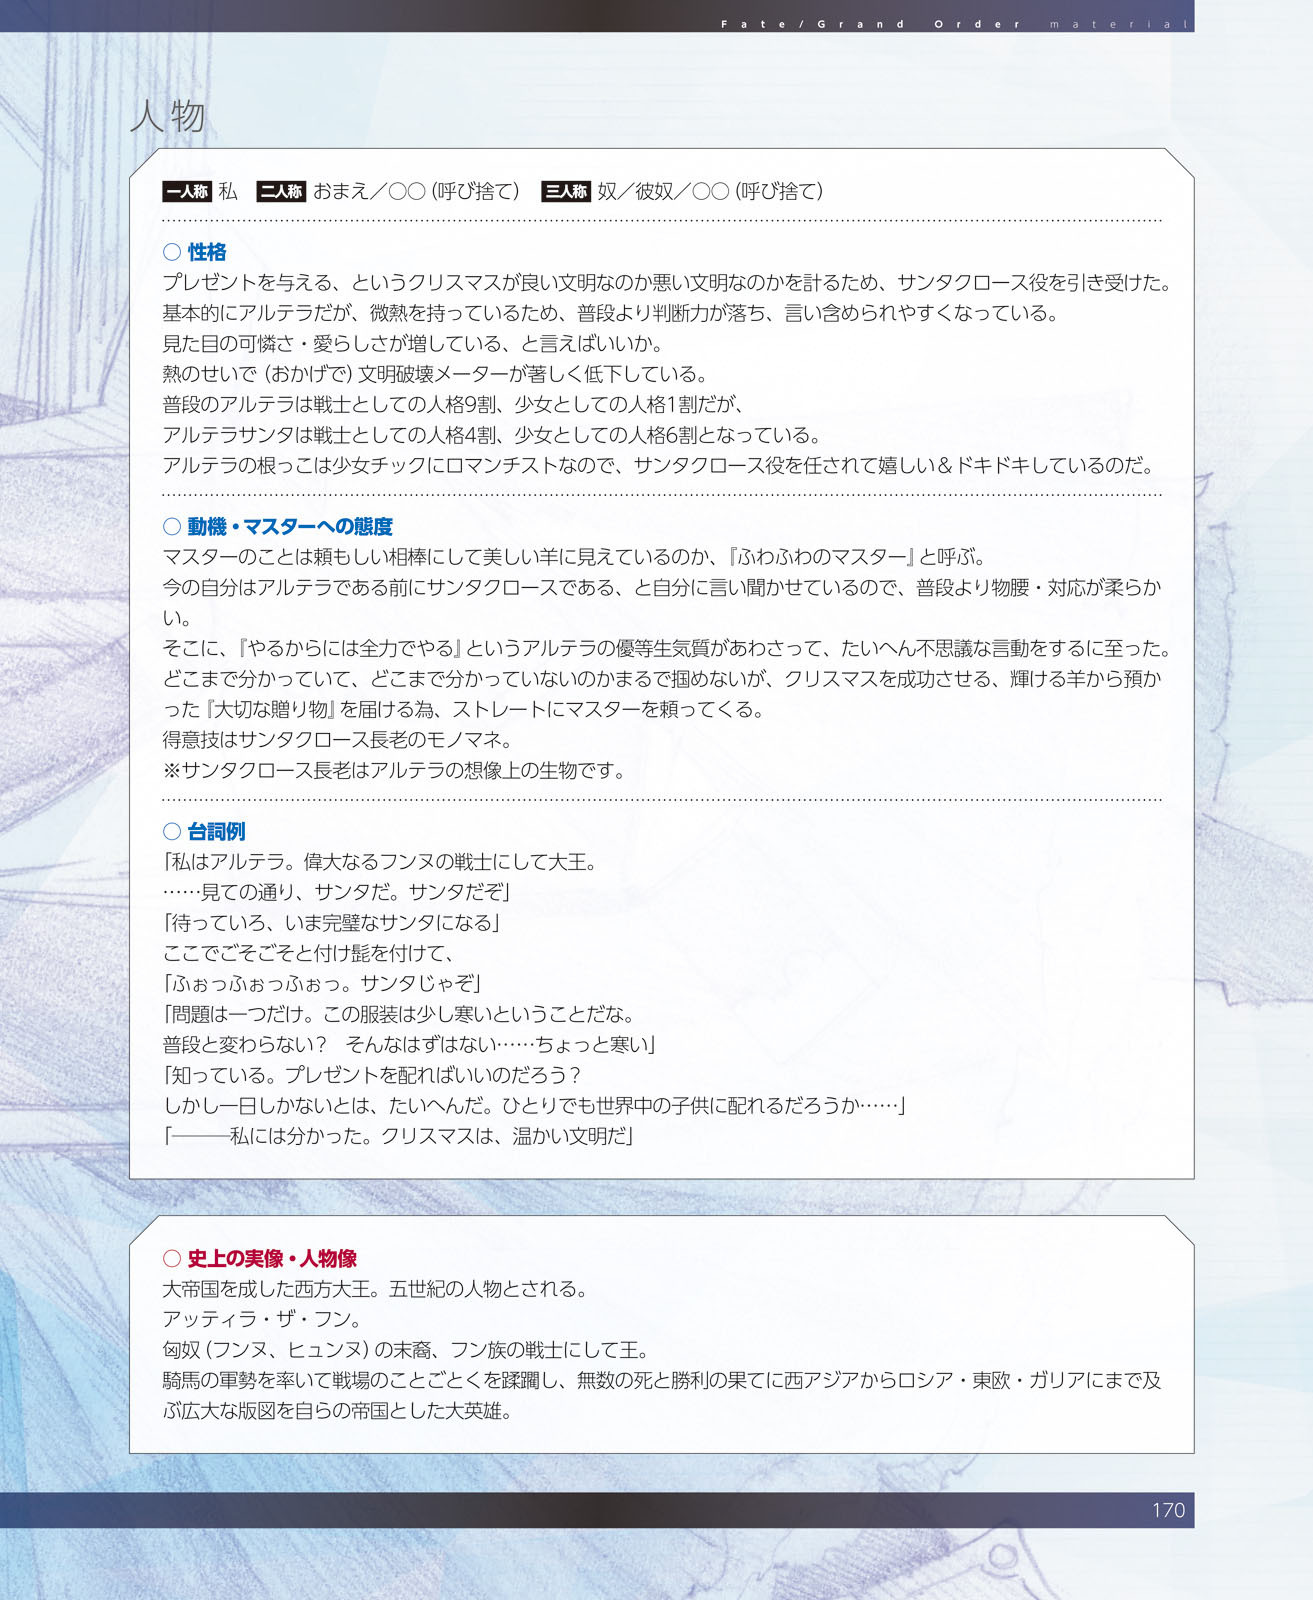 Fate/Grand Order material
人物
一人称 私 二人称 おまえ／○○（呼び捨て） 三人称 奴／彼奴／○○（呼び捨て）
○ 性格
プレゼントを与える、というクリスマスが良い文明なのか悪い文明なのかを計るため、サンタクロース役を引き受けた。
基本的にアルテラだが、微熱を持っているため、普段より判断力が落ち、言い含められやすくなっている。
見た目の可憐さ・愛らしさが増している、と言えばいいか。
熱のせいで（おかげで）文明破壊メーターが著しく低下している。
普段のアルテラは戦士としての人格9割、少女としての人格1割だが、
アルテラサンタは戦士としての人格4割、少女としての人格6割となっている。
アルテラの根っこは少女チックにロマンチストなので、サンタクロース役を任されて嬉しい＆ドキドキしているのだ。
○ 動機・マスターへの態度
マスターのことは頼もしい相棒にして美しい羊に見えているのか、『ふわふわのマスター』と呼ぶ。
今の自分はアルテラである前にサンタクロースである、と自分に言い聞かせているので、普段より物腰・対応が柔らか
い。
そこに、『やるからには全力でやる』というアルテラの優等生気質があわさって、たいへん不思議な言動をするに至った。
どこまで分かっていて、どこまで分かっていないのかまるで掴めないが、クリスマスを成功させる、輝ける羊から預か
った『大切な贈り物』を届ける為、ストレートにマスターを頼ってくる。
得意技はサンタクロース長老のモノマネ。
※サンタクロース長老はアルテラの想像上の生物です。
○ 台詞例
「私はアルテラ。偉大なるフンヌの戦士にして大王。
……見ての通り、サンタだ。サンタだぞ」
「待っていろ、いま完璧なサンタになる」
ここでごそごそと付け髭を付けて、
「ふぉっふぉっふぉっ。サンタじゃぞ」
「問題は一つだけ。この服装は少し寒いということだな。
普段と変わらない？　そんなはずはない……ちょっと寒い」
「知っている。プレゼントを配ればいいのだろう？
しかし一日しかないとは、たいへんだ。ひとりでも世界中の子供に配れるだろうか……」
「―――私には分かった。クリスマスは、温かい文明だ」
○ 史上の実像・人物像
大帝国を成した西方大王。五世紀の人物とされる。
アッティラ・ザ・フン。
匈奴（フンヌ、ヒュンヌ）の末裔、フン族の戦士にして王。
騎馬の軍勢を率いて戦場のことごとくを蹂躙し、無数の死と勝利の果てに西アジアからロシア・東欧・ガリアにまで及
ぶ広大な版図を自らの帝国とした大英雄。
170